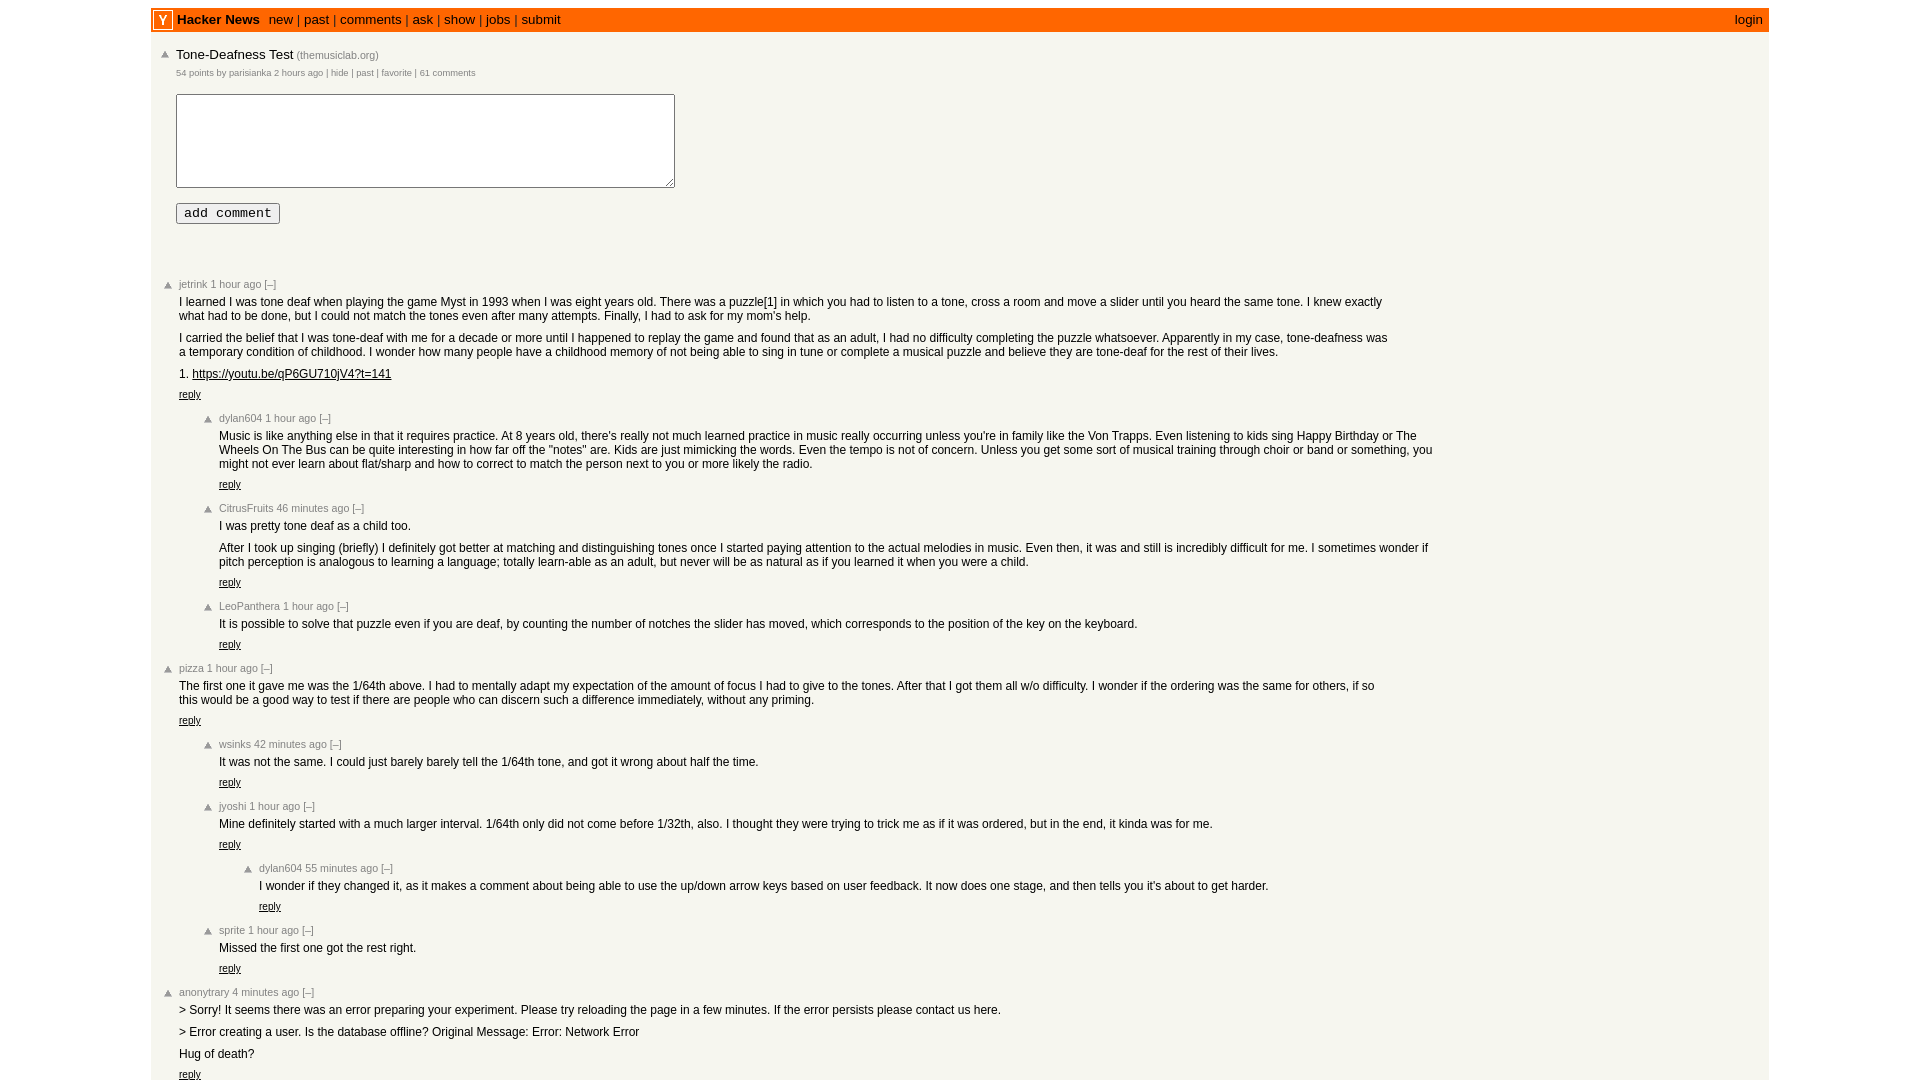 Y Hacker News new | past | comments | ask | show | jobs | submit login
Tone-Deafness Test (themusiclab.org)
54 points by parisianka 2 hours ago | hide | past | favorite | 61 comments
add comment
jetrink 1 hour ago [–]
I learned I was tone deaf when playing the game Myst in 1993 when I was eight years old. There was a puzzle[1] in which you had to listen to a tone, cross a room and move a slider until you heard the same tone. I knew exactly
what had to be done, but I could not match the tones even after many attempts. Finally, I had to ask for my mom's help.
I carried the belief that I was tone-deaf with me for a decade or more until I happened to replay the game and found that as an adult, I had no difficulty completing the puzzle whatsoever. Apparently in my case, tone-deafness was
a temporary condition of childhood. I wonder how many people have a childhood memory of not being able to sing in tune or complete a musical puzzle and believe they are tone-deaf for the rest of their lives.
1. https://youtu.be/qP6GU710jV4?t=141
reply
dylan604 1 hour ago [–]
Music is like anything else in that it requires practice. At 8 years old, there's really not much learned practice in music really occurring unless you're in family like the Von Trapps. Even listening to kids sing Happy Birthday or The
Wheels On The Bus can be quite interesting in how far off the "notes" are. Kids are just mimicking the words. Even the tempo is not of concern. Unless you get some sort of musical training through choir or band or something, you
might not ever learn about flat/sharp and how to correct to match the person next to you or more likely the radio.
reply
CitrusFruits 46 minutes ago [–]
I was pretty tone deaf as a child too.
After I took up singing (briefly) I definitely got better at matching and distinguishing tones once I started paying attention to the actual melodies in music. Even then, it was and still is incredibly difficult for me. I sometimes wonder if
pitch perception is analogous to learning a language; totally learn-able as an adult, but never will be as natural as if you learned it when you were a child.
reply
LeoPanthera 1 hour ago [–]
It is possible to solve that puzzle even if you are deaf, by counting the number of notches the slider has moved, which corresponds to the position of the key on the keyboard.
reply
pizza 1 hour ago [–]
The first one it gave me was the 1/64th above. I had to mentally adapt my expectation of the amount of focus I had to give to the tones. After that I got them all w/o difficulty. I wonder if the ordering was the same for others, if so
this would be a good way to test if there are people who can discern such a difference immediately, without any priming.
reply
wsinks 42 minutes ago [–]
It was not the same. I could just barely barely tell the 1/64th tone, and got it wrong about half the time.
reply
jyoshi 1 hour ago [–]
Mine definitely started with a much larger interval. 1/64th only did not come before 1/32th, also. I thought they were trying to trick me as if it was ordered, but in the end, it kinda was for me.
reply
dylan604 55 minutes ago [–]
I wonder if they changed it, as it makes a comment about being able to use the up/down arrow keys based on user feedback. It now does one stage, and then tells you it's about to get harder.
reply
sprite 1 hour ago [–]
Missed the first one got the rest right.
reply
anonytrary 4 minutes ago [–]
> Sorry! It seems there was an error preparing your experiment. Please try reloading the page in a few minutes. If the error persists please contact us here.
> Error creating a user. Is the database offline? Original Message: Error: Network Error
Hug of death?
reply